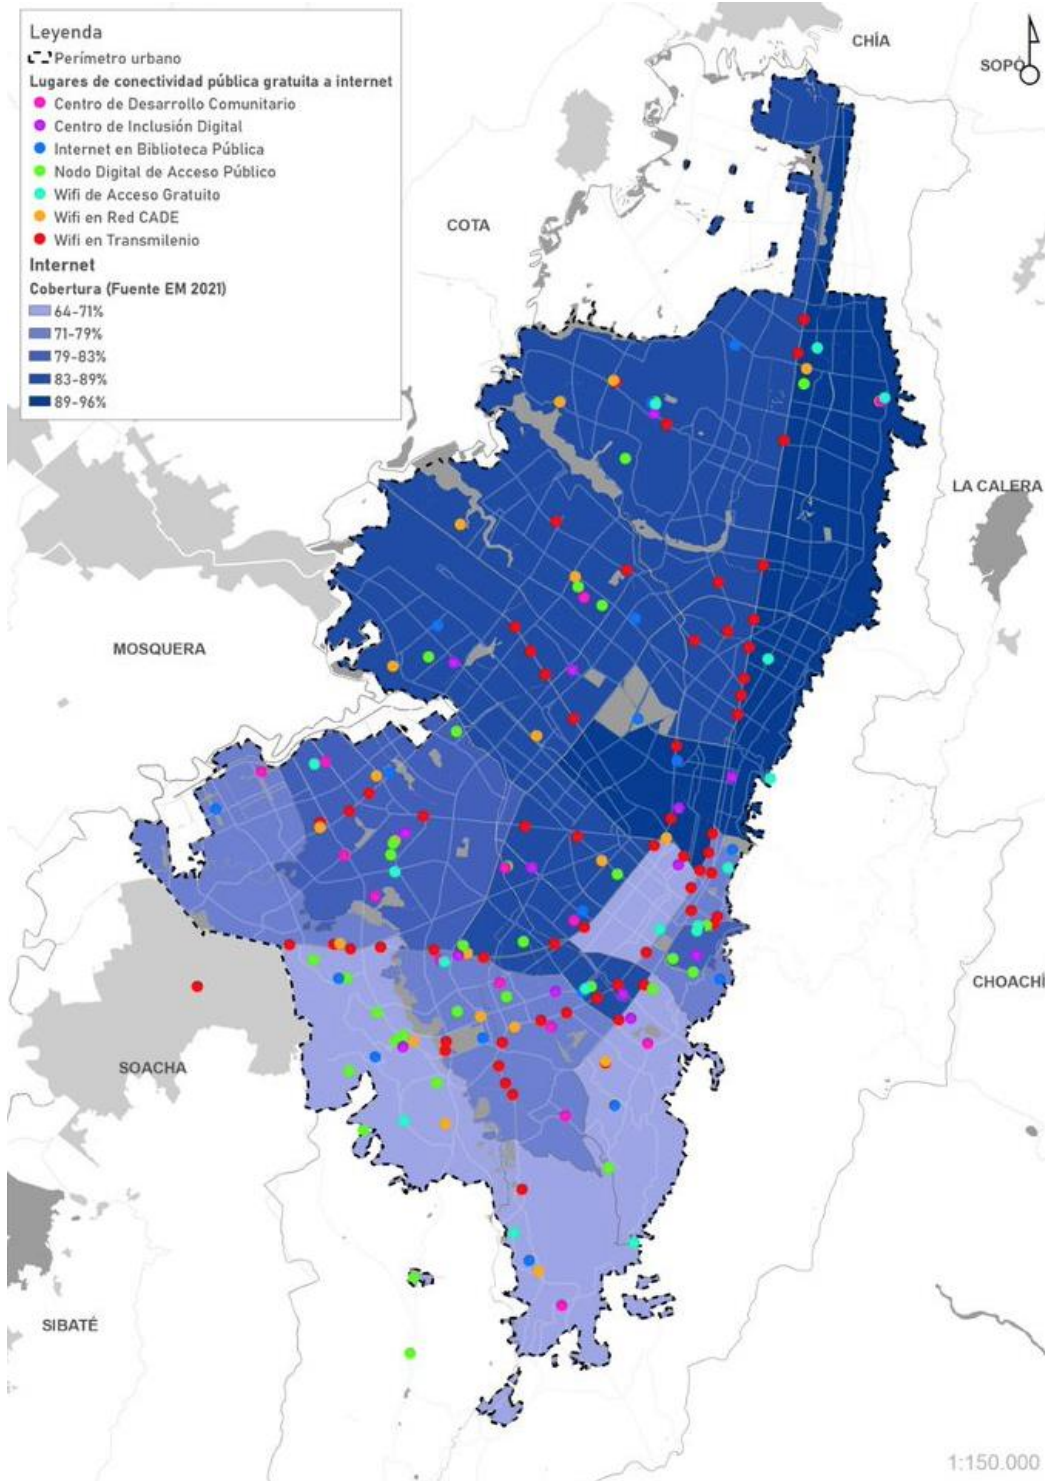 Leyenda
Perímetro urbano
Lugares de conectividad pública gratuita a internet
Centro de Desarrollo Comunitario
Centro de Inclusión Digital
Internet en Biblioteca Pública
Nodo Digital de Acceso Público
Wifi de Acceso Gratuito
Wifi en Red CADE
Wifi en Transmilenio
Internet
Cobertura (Fuente EM 2021)
64-71%
71-79%
79-83%
83-89%
89-96%
CHÍA
SOPÓ
COTA
LA CALERA
MOSQUERA
CHOACHÍ
SOACHA
SIBATÉ
1:150.000